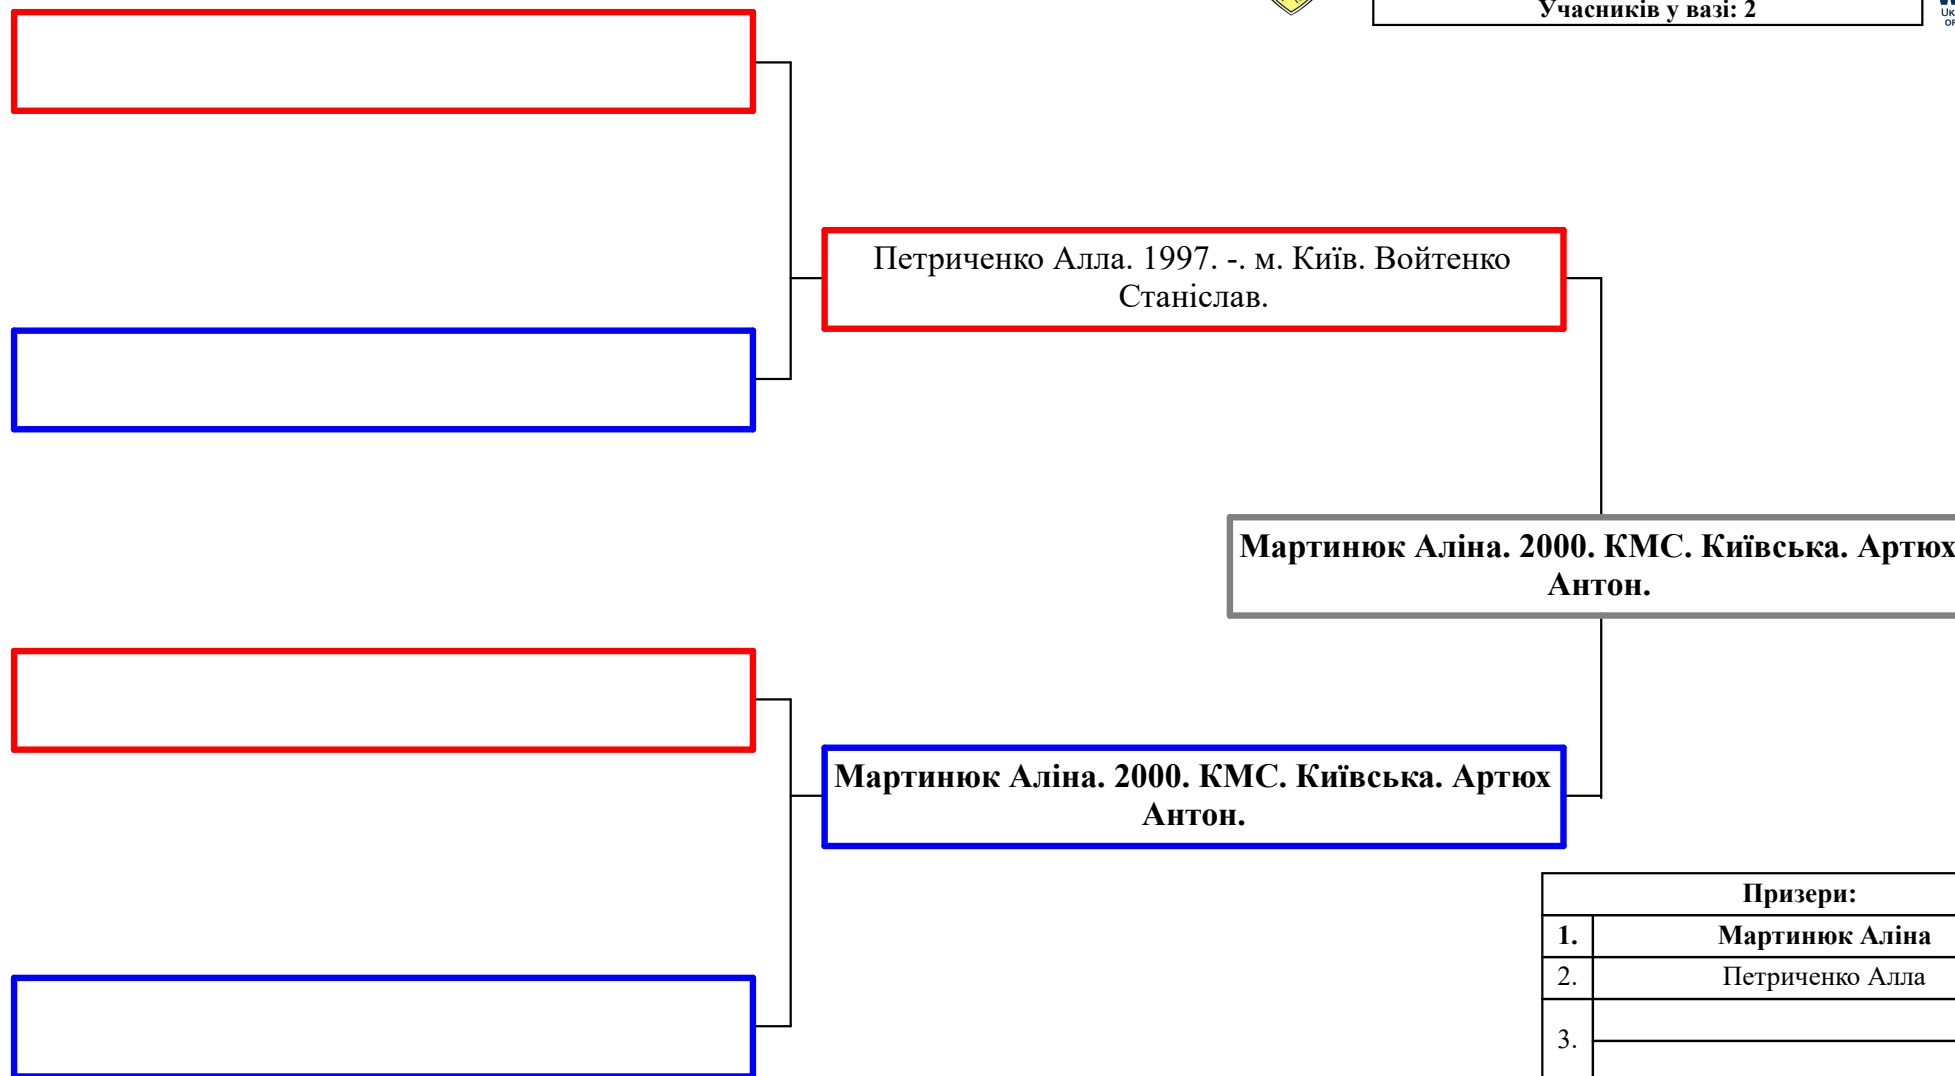 Учасників у вазі: 2
Петриченко Алла. 1997. -. м. Київ. Войтенко
Станіслав.
Мартинюк Аліна. 2000. КМС. Київська. Артюх
Антон.
Мартинюк Аліна. 2000. КМС. Київська. Артюх
Антон.
Призери:
1. Мартинюк Аліна
2. Петриченко Алла
3.